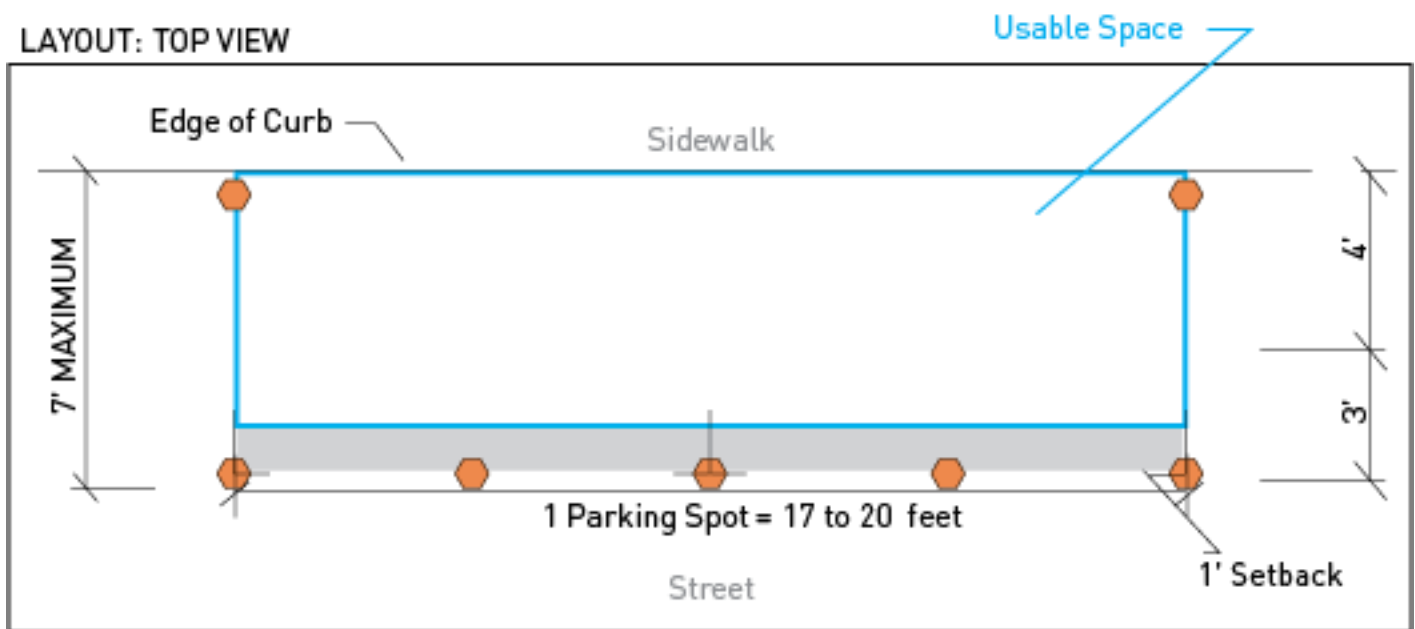 LAYOUT: TOP VIEW
Usable Space
Edge of Curb
Sidewalk
7' MAXIMUM
4'
3'
1 Parking Spot = 17 to 20 feet
1' Setback
Street